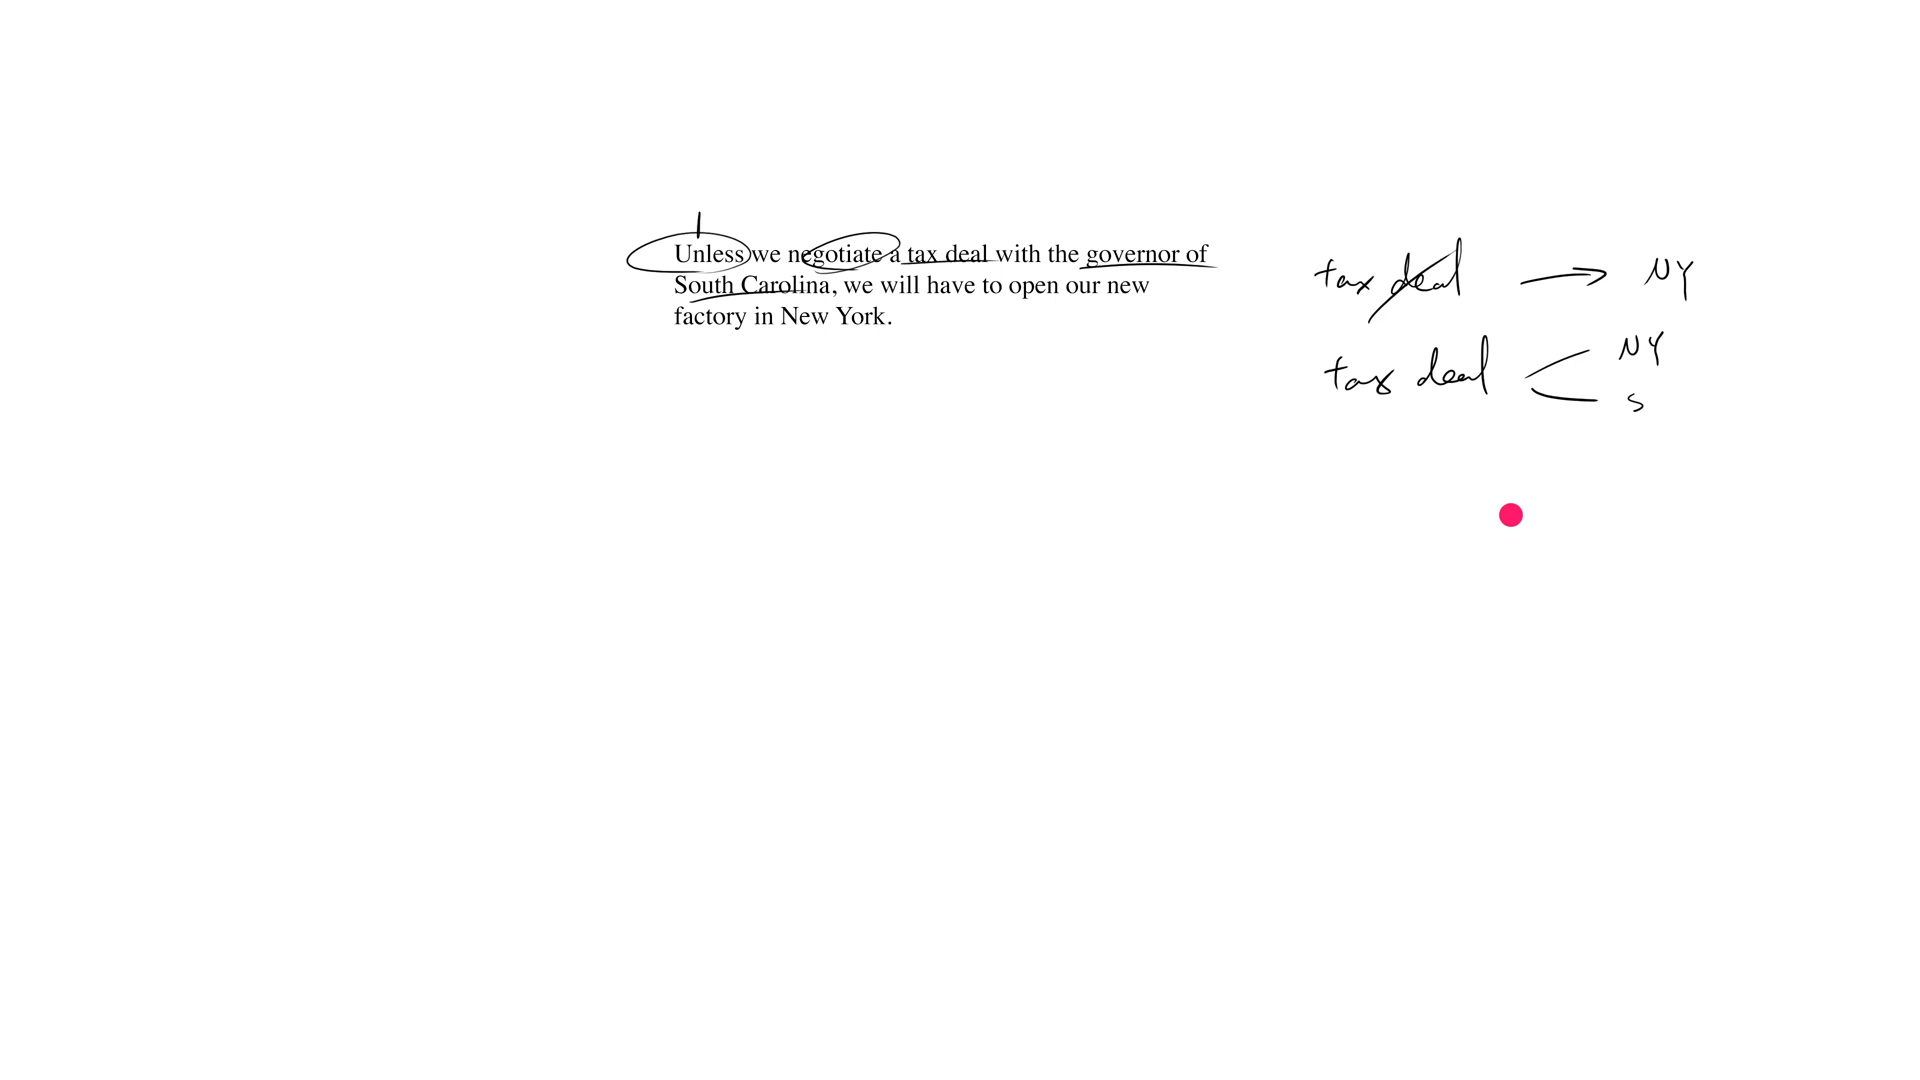 Unless we negotiate a tax deal with the governor of
South Carolina, we will have to open our new
factory in New York.
tax deal → NY
tax deal < NY
S